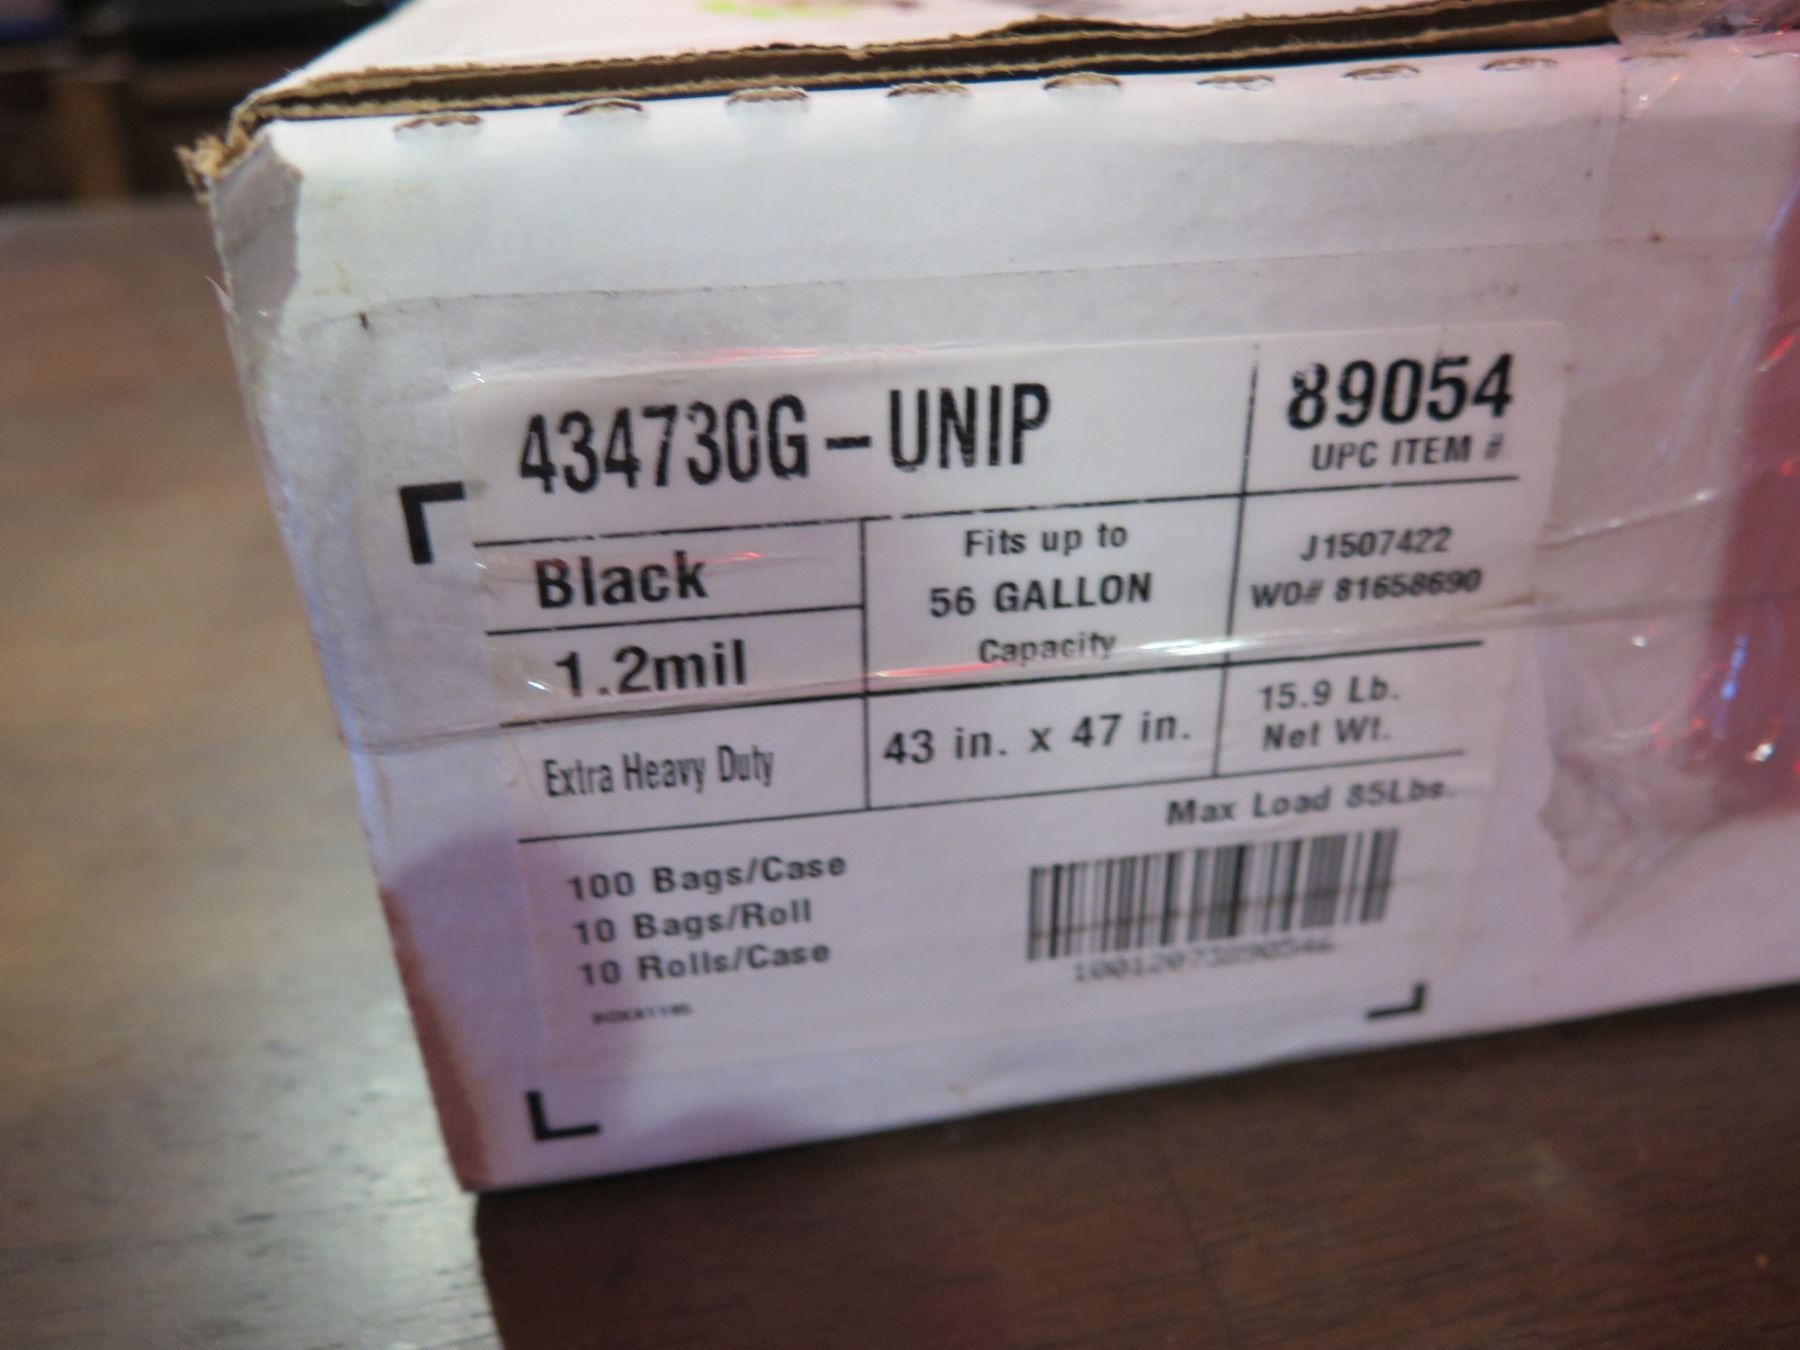 434730G-UNIP
89054
UPC ITEM #
Black
1.2mil
Extra Heavy Duty
Fits up to
56 GALLON
Capacity
43 in. x 47 in.
J1507422
WO# 81658690
15.9 Lb.
Net Wt.
Max Load 85Lbs.
100 Bags/Case
10 Bags/Roll
10 Rolls/Case